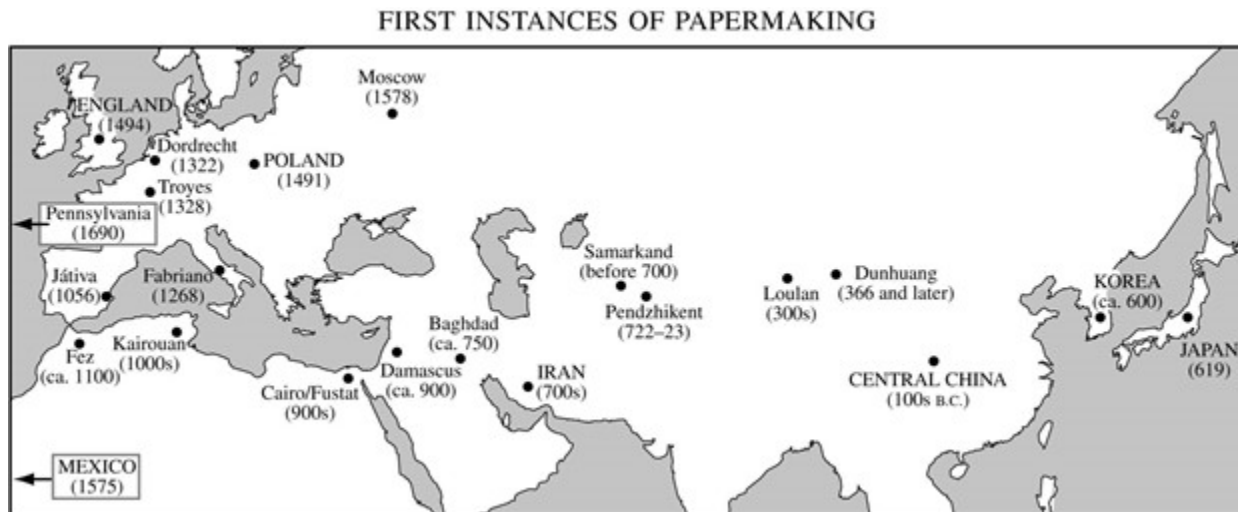 FIRST INSTANCES OF PAPERMAKING
Moscow
(1578)
ENGLAND
(1494)
Dordrecht
(1322)
POLAND
(1491)
Troyes
(1328)
Pennsylvania
(1690)
Játiva
(1056)
Fabriano
(1268)
Samarkand
(before 700)
Pendzhikent
(722–23)
Loulan
(300s)
Dunhuang
(366 and later)
KOREA
(ca. 600)
JAPAN
(619)
Fez
(ca. 1100)
Kairouan
(1000s)
Baghdad
(ca. 750)
Damascus
(ca. 900)
Cairo/Fustat
(900s)
IRAN
(700s)
CENTRAL CHINA
(100s B.C.)
MEXICO
(1575)